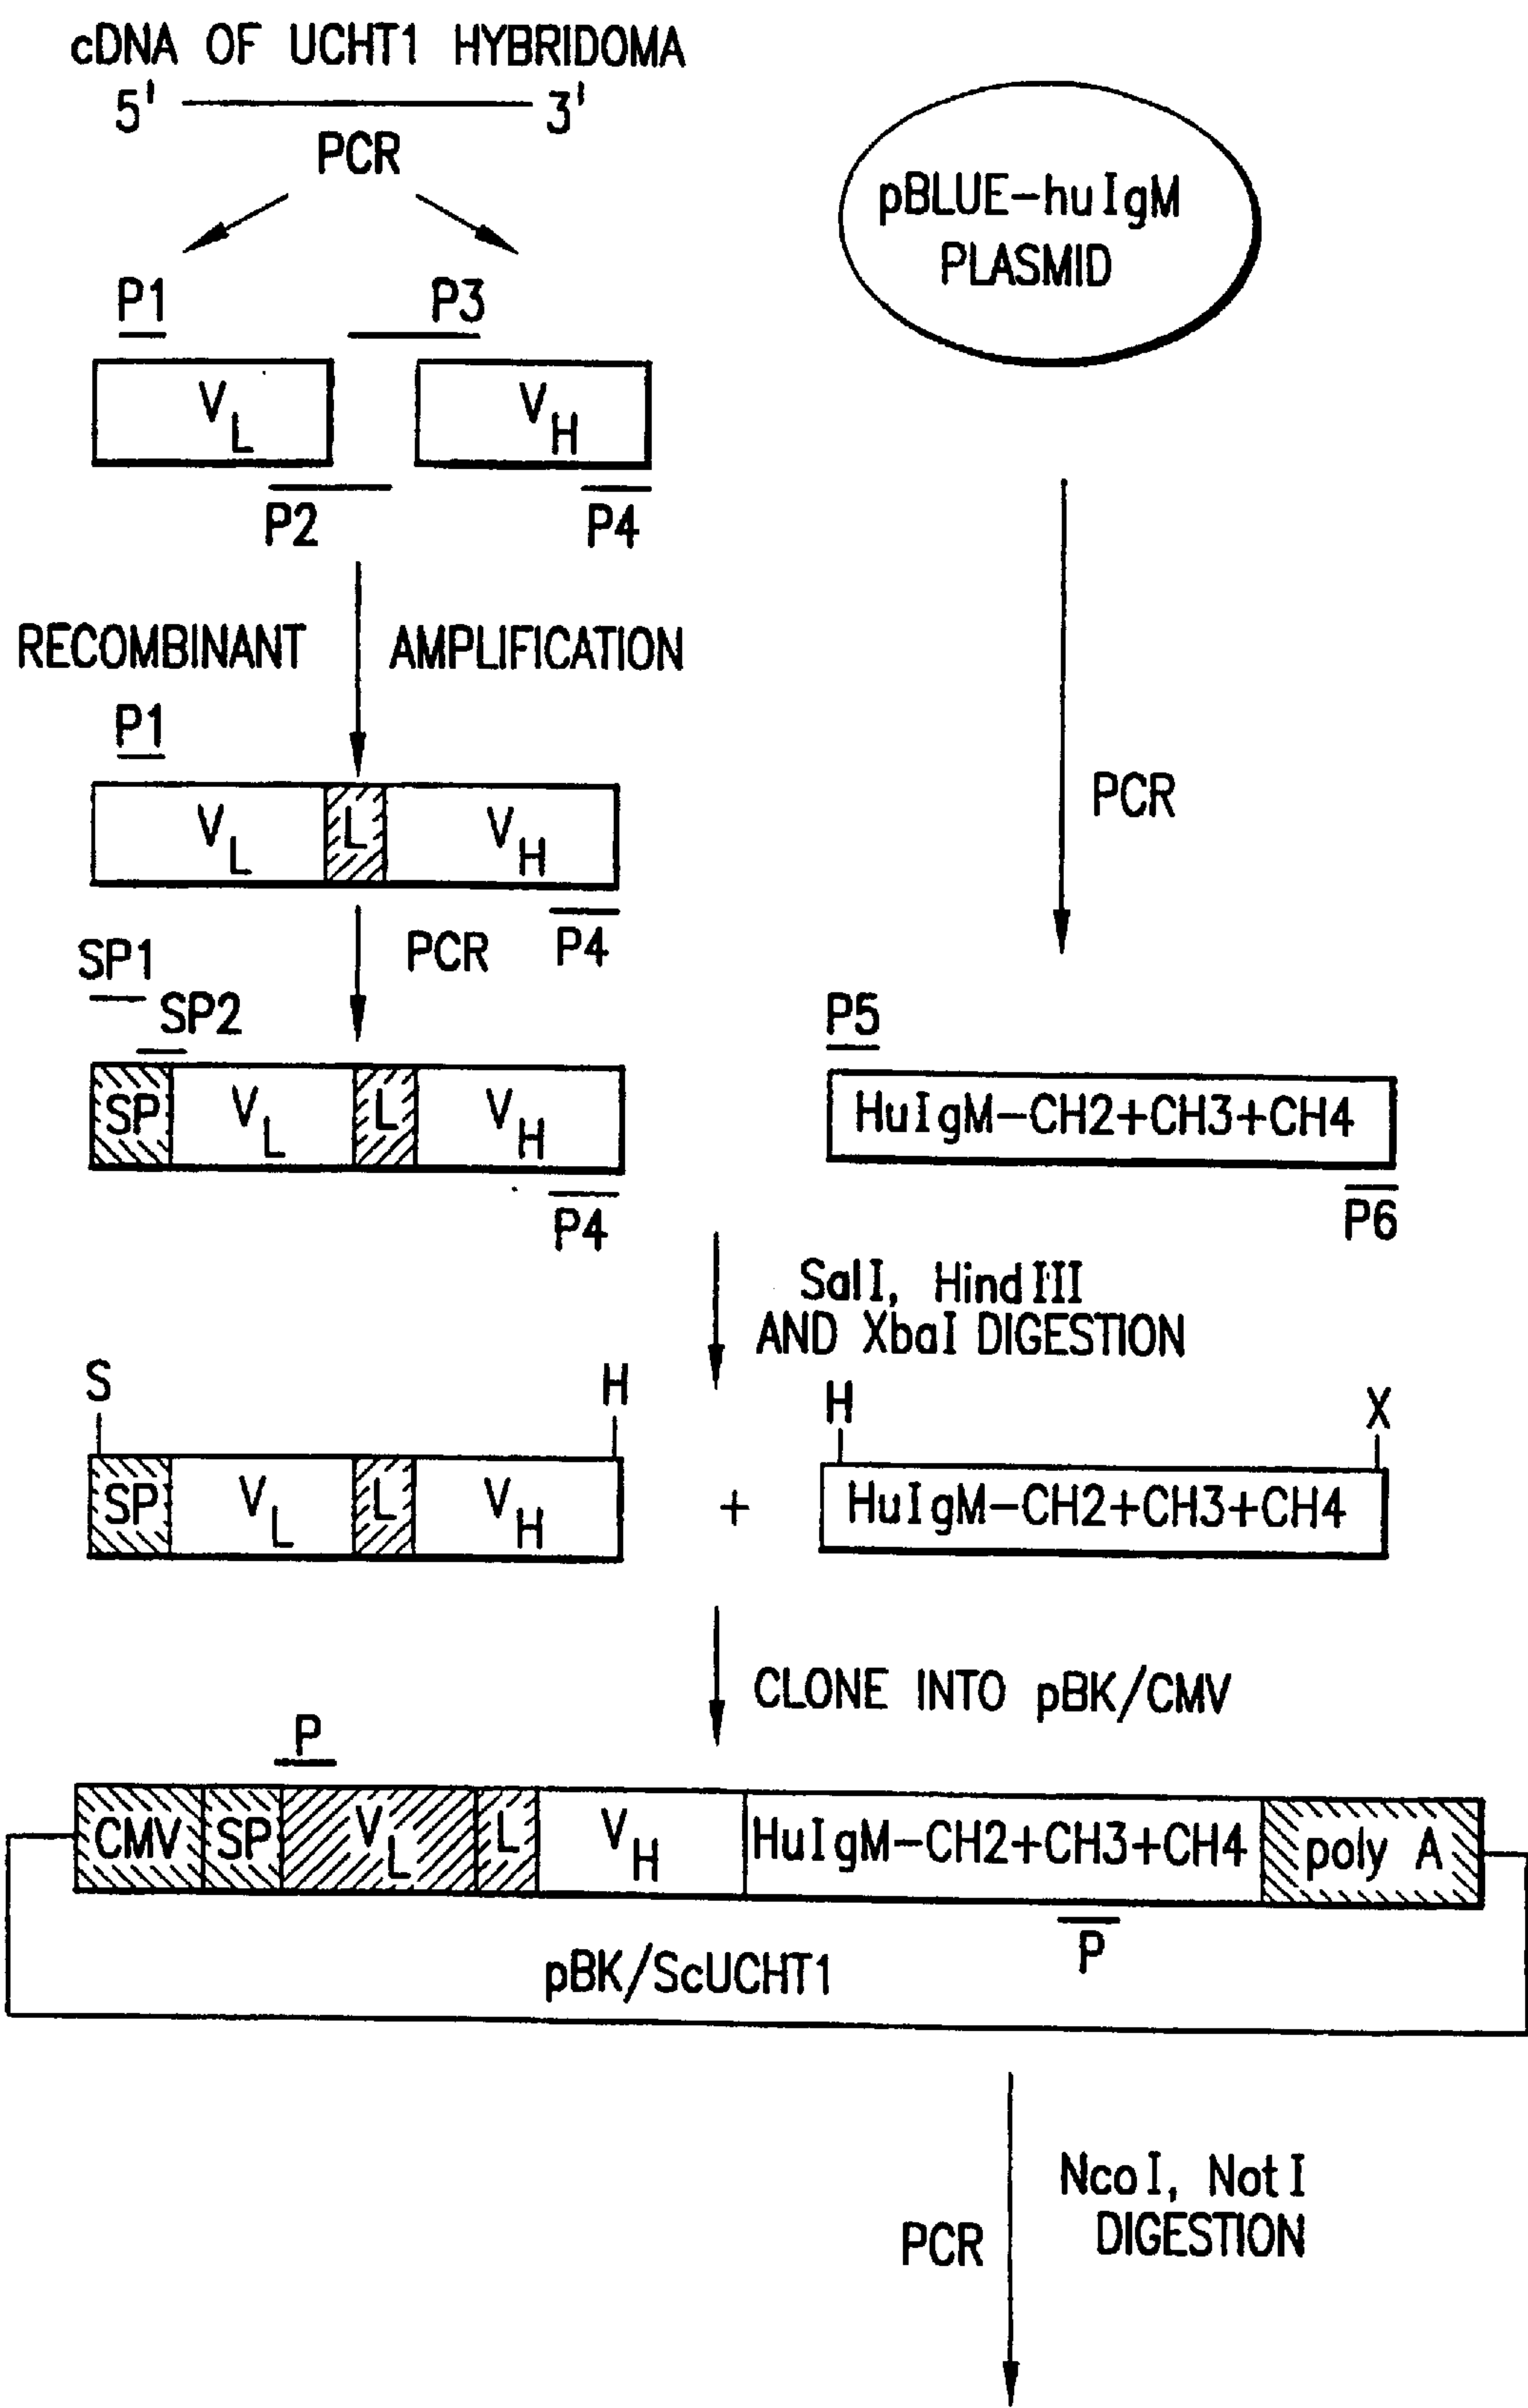 cDNA OF UCHT1 HYBRIDOMA
5' 3'
PCR
pBLUE-huIgM
PLASMID
P1 P3
VL VH
P2 P4
RECOMBINANT AMPLIFICATION
P1
PCR
VL L VH
P4
PCR
SP1
SP2
P5
SP VL L VH
HuIgM-CH2+CH3+CH4
P4
P6
SalI, HindIII
AND XbaI DIGESTION
S H
H X
SP VL L VH + HuIgM-CH2+CH3+CH4
CLONE INTO pBK/CMV
P
CMV SP VL L VH HuIgM-CH2+CH3+CH4 poly A
P
pBK/ScUCHT1
NcoI, NotI
DIGESTION
PCR